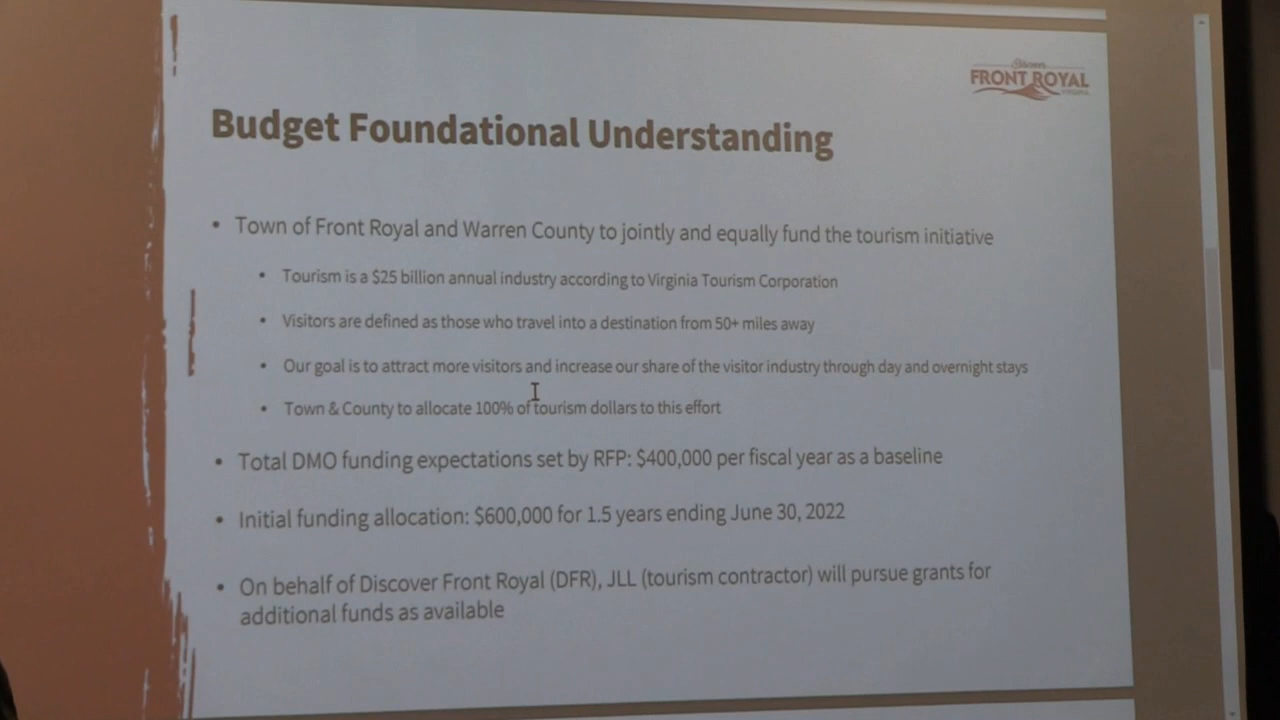 Discover
FRONT ROYAL
VIRGINIA
Budget Foundational Understanding
• Town of Front Royal and Warren County to jointly and equally fund the tourism initiative
• Tourism is a $25 billion annual industry according to Virginia Tourism Corporation
• Visitors are defined as those who travel into a destination from 50+ miles away
• Our goal is to attract more visitors and increase our share of the visitor industry through day and overnight stays
• Town & County to allocate 100% of tourism dollars to this effort
• Total DMO funding expectations set by RFP: $400,000 per fiscal year as a baseline
• Initial funding allocation: $600,000 for 1.5 years ending June 30, 2022
• On behalf of Discover Front Royal (DFR), JLL (tourism contractor) will pursue grants for
additional funds as available